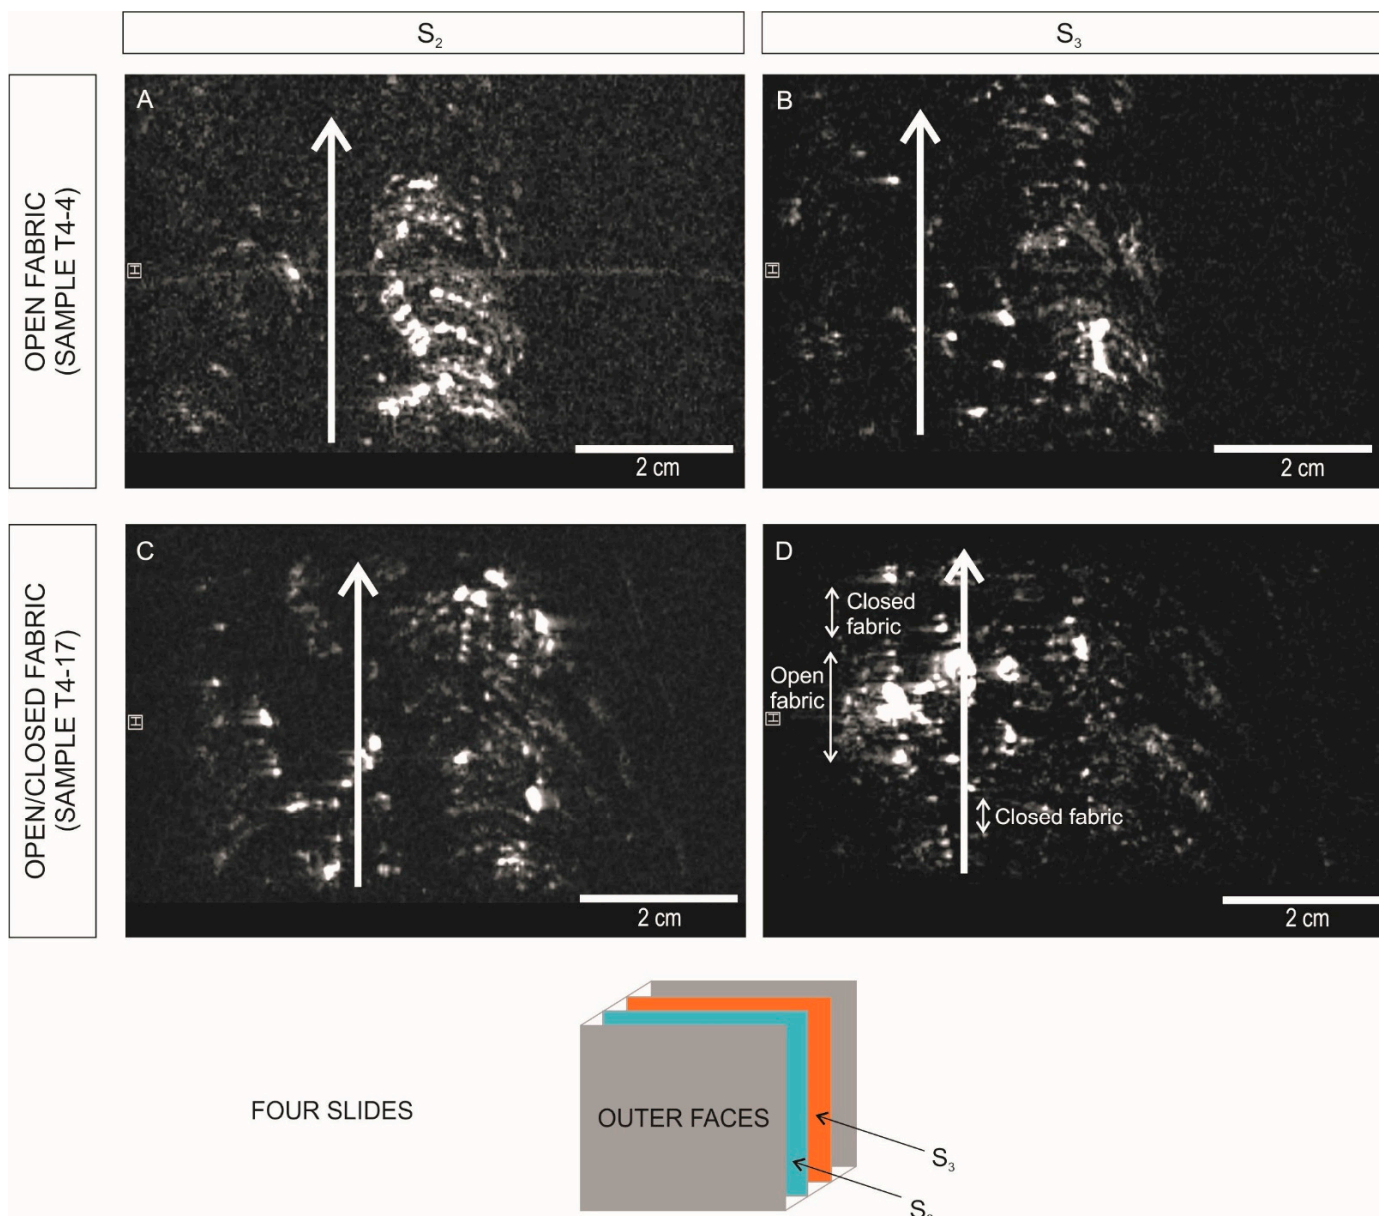 S₂
S₃
OPEN FABRIC
(SAMPLE T4-4)
A
H
2 cm
B
H
2 cm
OPEN/CLOSED FABRIC
(SAMPLE T4-17)
C
H
2 cm
D
Closed
fabric
Open
fabric
H
Closed fabric
2 cm
FOUR SLIDES
OUTER FACES
S₃